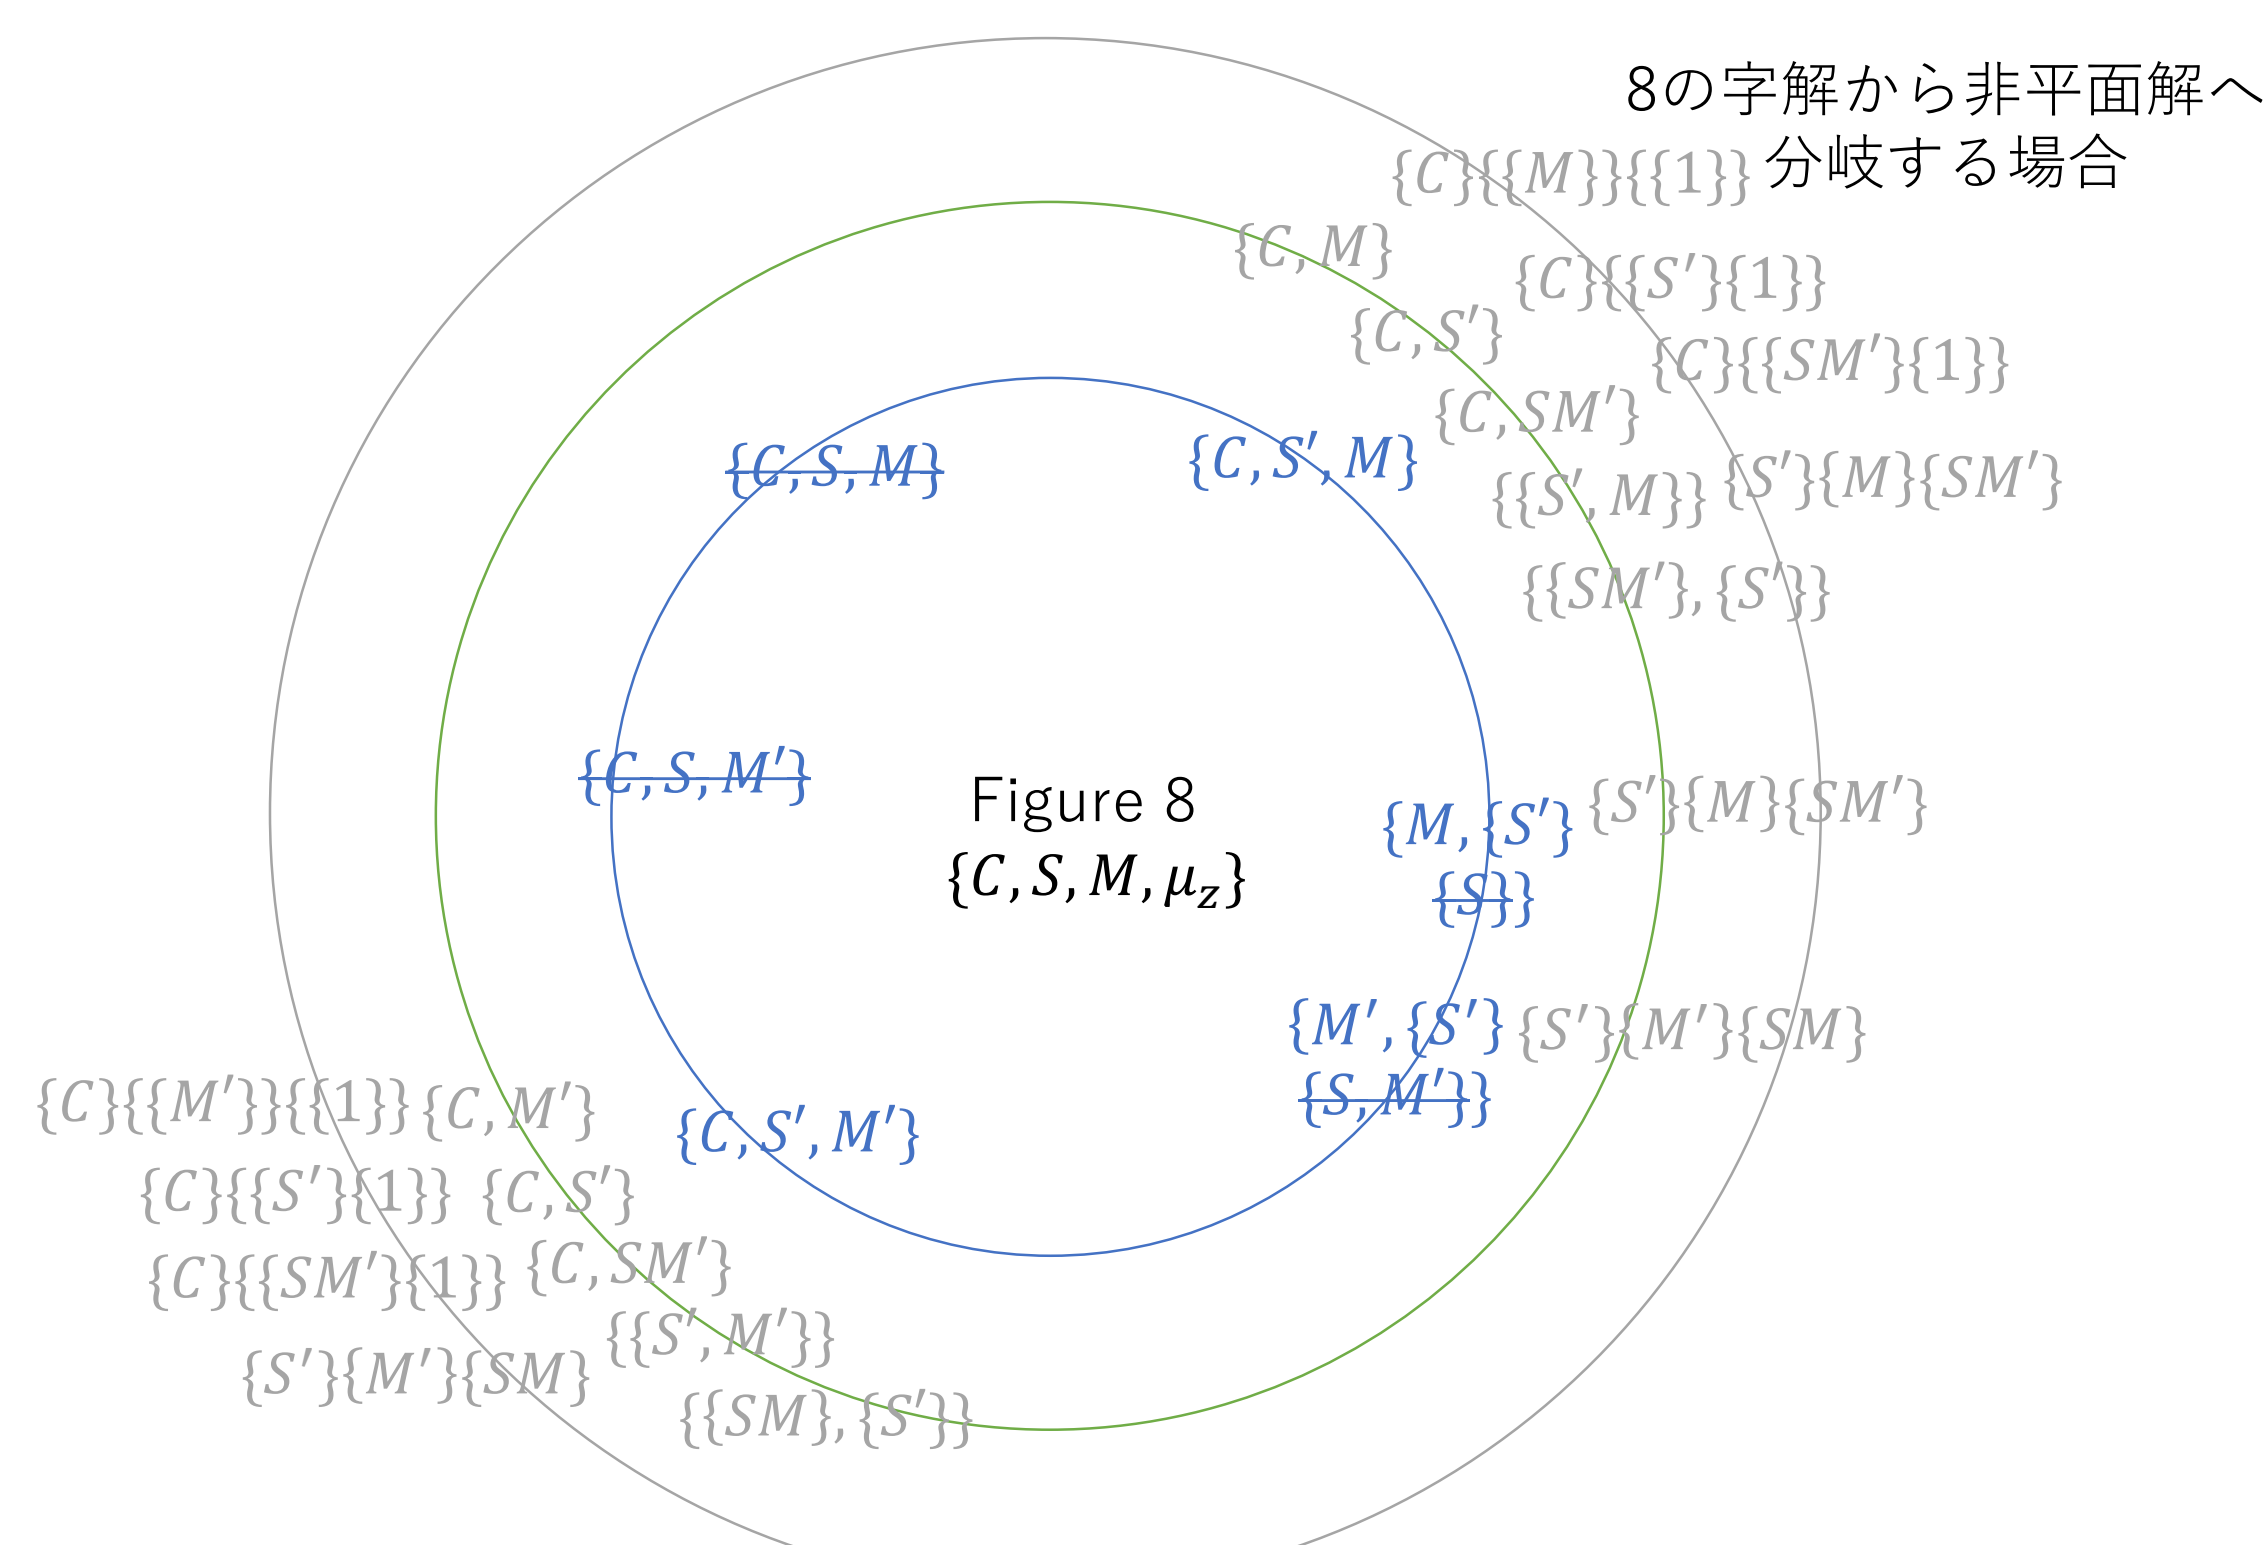 8の字解から非平面解へ
分岐する場合
{C}{{M}}{{1}}
{C,M}
{C}{{S′}{1}}
{C,S′}
{C}{{SM′}{1}}
{C,SM′}
{C,S,M}
{C,S′,M}
{{S′,M}}
{S′}{M}{SM′}
{{SM′},{S′}}
{C,S,M′}
Figure 8
{C,S,M,μz}
{M,{S′}
{S}}
{S′}{M}{SM′}
{M′,{S′}
{S,M′}}
{S′}{M′}{SM}
{C}{{M′}}{{1}}
{C,M′}
{C,S′,M′}
{C}{{S′}{1}}
{C,S′}
{C}{{SM′}{1}}
{C,SM′}
{{S′,M′}}
{S′}{M′}{SM}
{{SM},{S′}}